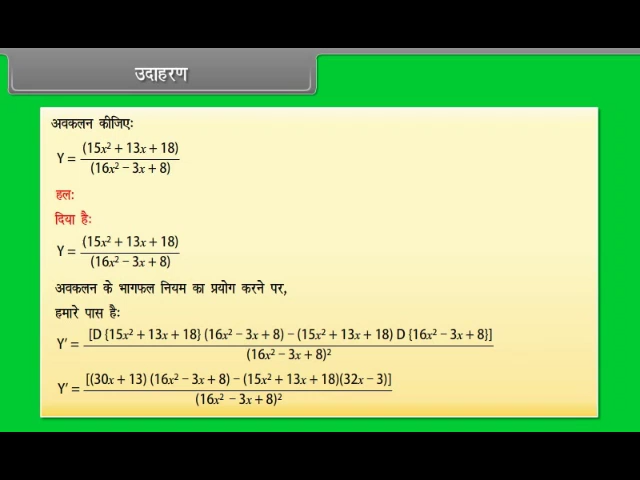 उदाहरण
अवकलन कीजिए:
Y = (15x² + 13x + 18) / (16x² − 3x + 8)
हल:
दिया है:
Y = (15x² + 13x + 18) / (16x² − 3x + 8)
अवकलन के भागफल नियम का प्रयोग करने पर,
हमारे पास है:
Y′ = [D {15x² + 13x + 18} (16x² − 3x + 8) − (15x² + 13x + 18) D {16x² − 3x + 8}] / (16x² − 3x + 8)²
Y′ = [(30x + 13) (16x² − 3x + 8) − (15x² + 13x + 18)(32x − 3)] / (16x² − 3x + 8)²